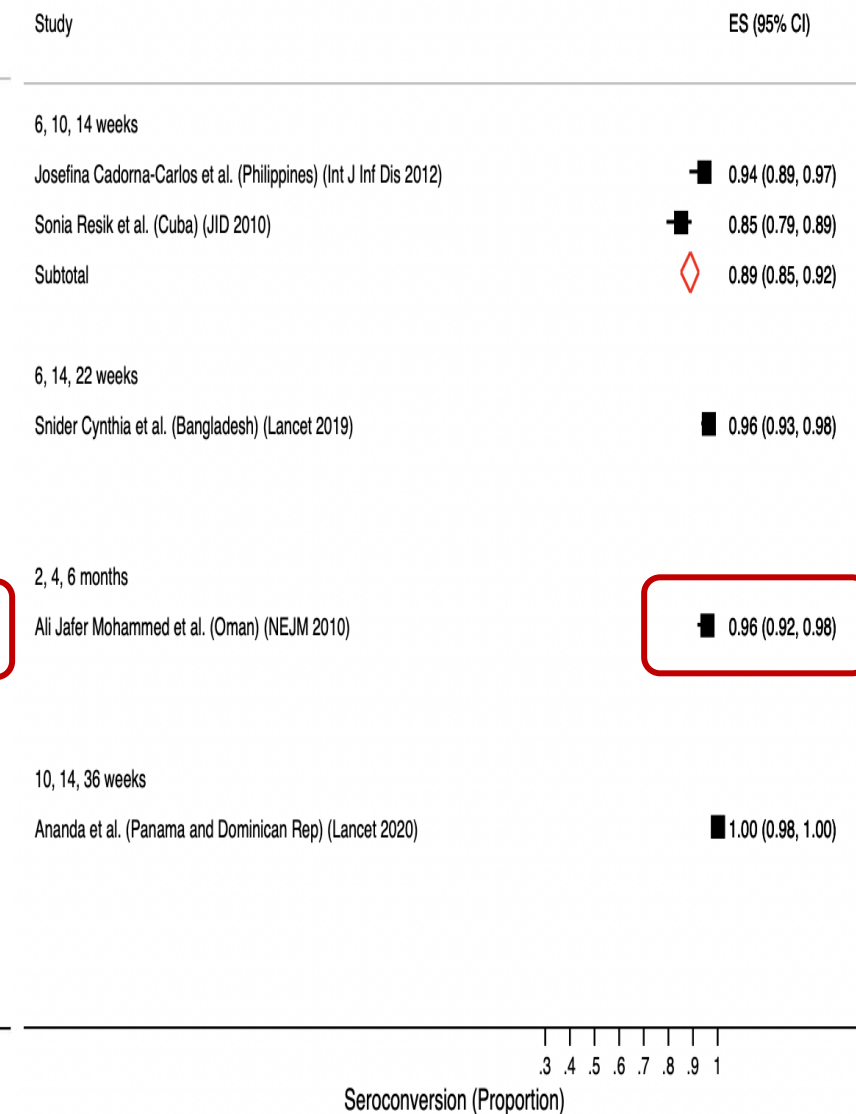 Study ES (95% CI)
6, 10, 14 weeks
Josefina Cadorna-Carlos et al. (Philippines) (Int J Inf Dis 2012) 0.94 (0.89, 0.97)
Sonia Resik et al. (Cuba) (JID 2010) 0.85 (0.79, 0.89)
Subtotal 0.89 (0.85, 0.92)
6, 14, 22 weeks
Snider Cynthia et al. (Bangladesh) (Lancet 2019) 0.96 (0.93, 0.98)
2, 4, 6 months
Ali Jafer Mohammed et al. (Oman) (NEJM 2010) 0.96 (0.92, 0.98)
10, 14, 36 weeks
Ananda et al. (Panama and Dominican Rep) (Lancet 2020) 1.00 (0.98, 1.00)
.3 .4 .5 .6 .7 .8 .9 1
Seroconversion (Proportion)